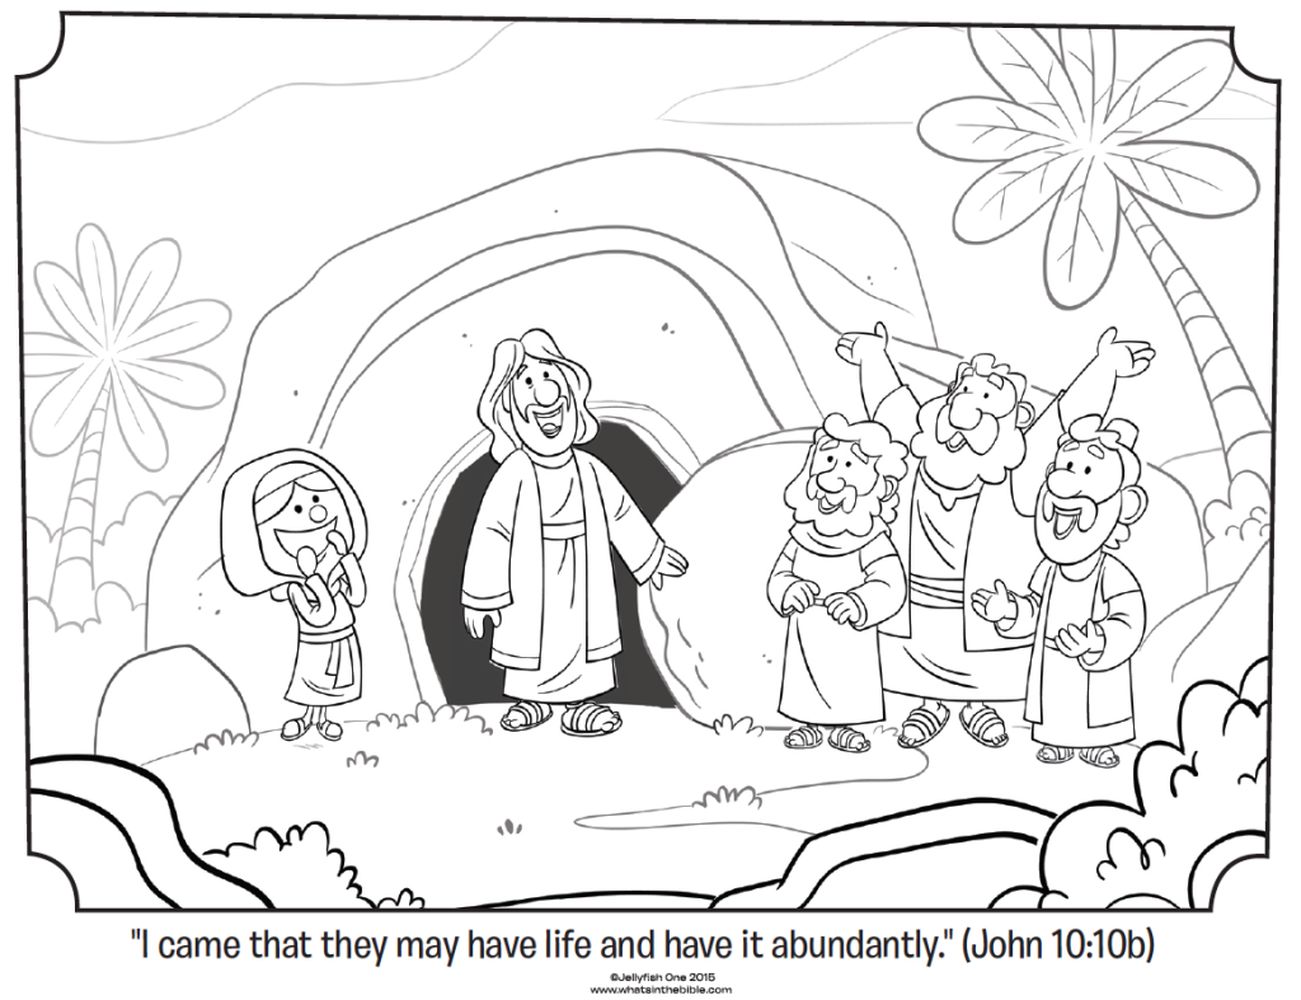 "I came that they may have life and have it abundantly." (John 10:10b)
©Jellyfish One 2015
www.whatsinthebible.com